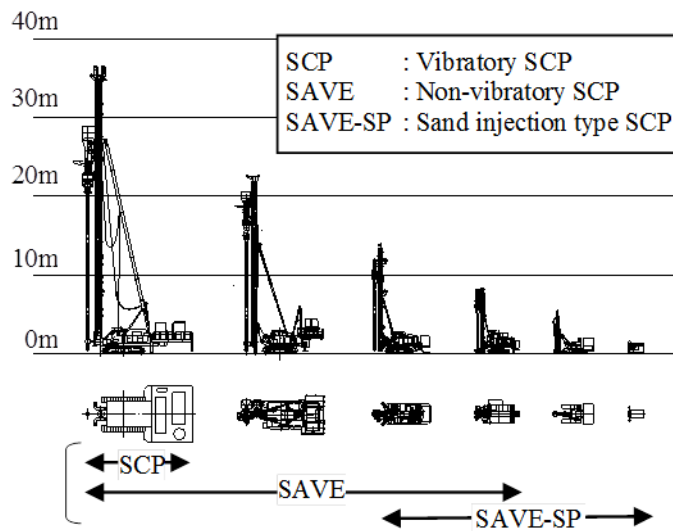 40m
SCP : Vibratory SCP
SAVE : Non-vibratory SCP
SAVE-SP : Sand injection type SCP
30m
20m
10m
0m
SCP
SAVE
SAVE-SP